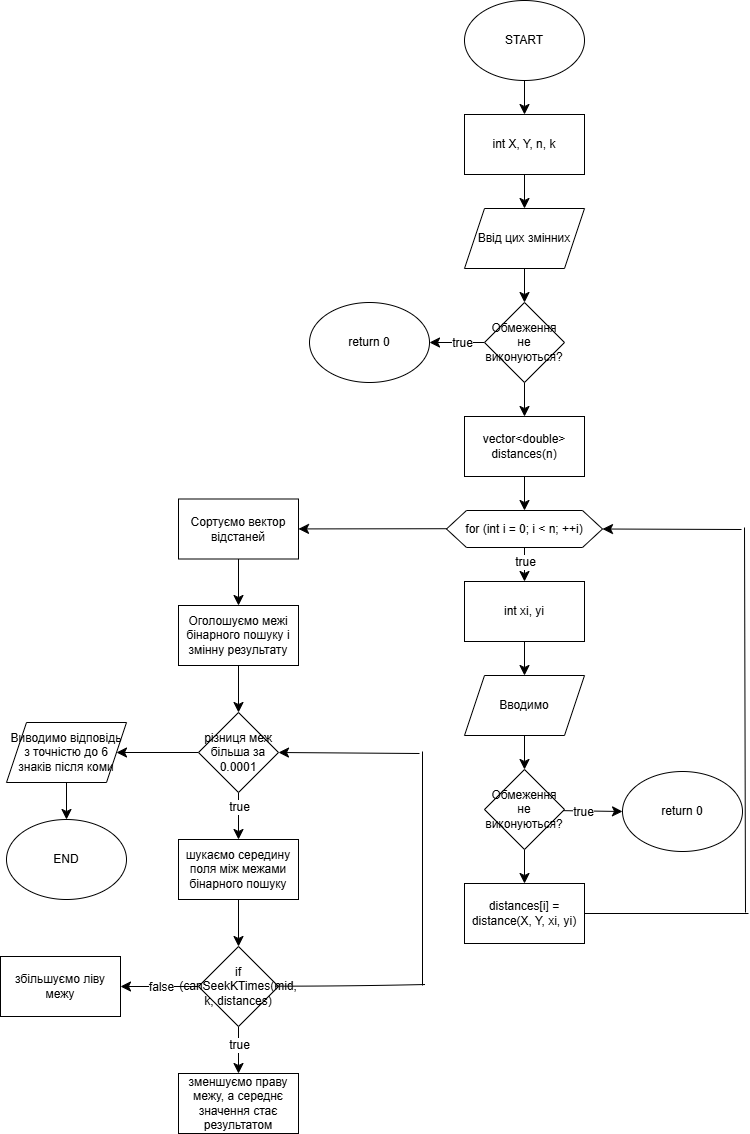 START
int X, Y, n, k
Ввід цих змінних
Обмеження
не
виконуються?
true
return 0
vector<double>
distances(n)
for (int i = 0; i < n; ++i)
true
int xi, yi
Вводимо
Обмеження
не
виконуються?
true
return 0
distances[i] =
distance(X, Y, xi, yi)
Сортуємо вектор
відстаней
Оголошуємо межі
бінарного пошуку і
змінну результату
різниця меж
більша за
0.0001
Виводимо відповідь
з точністю до 6
знаків після коми
END
true
шукаємо середину
поля між межами
бінарного пошуку
if
(canSeekKTimes(mid,
k, distances)
false
збільшуємо ліву
межу
true
зменшуємо праву
межу, а середнє
значення стає
результатом